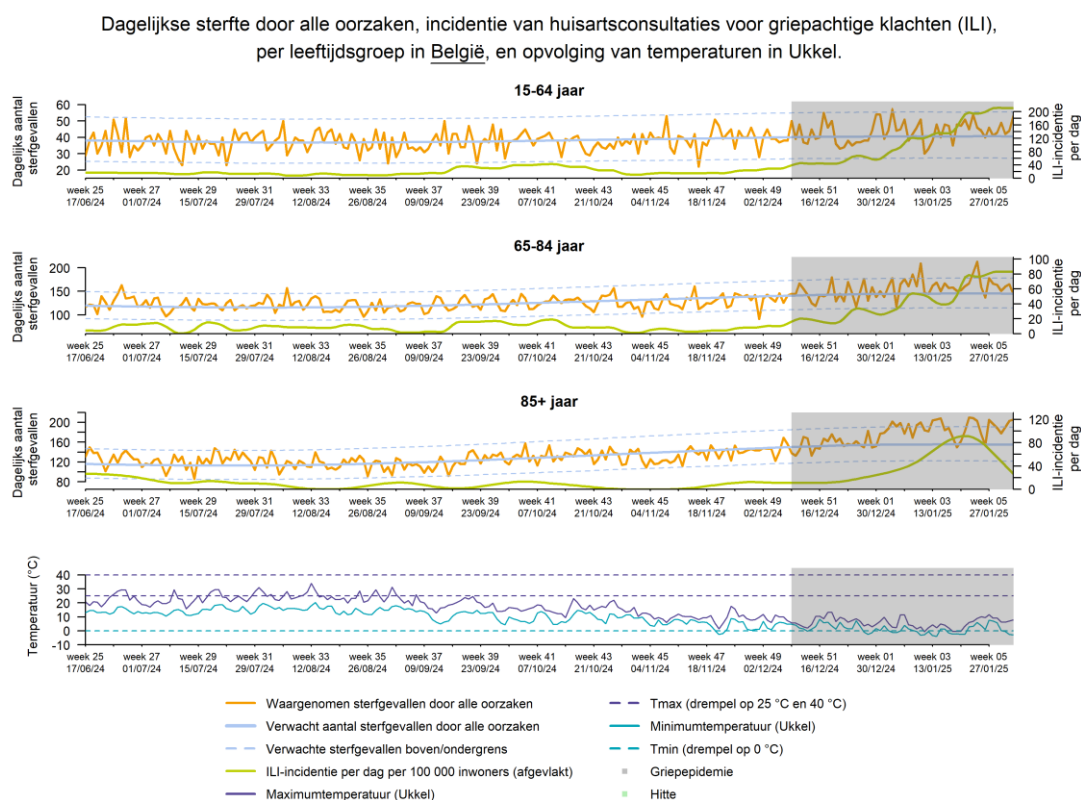 Dagelijkse sterfte door alle oorzaken, incidentie van huisartsconsultaties voor griepachtige klachten (ILI),
per leeftijdsgroep in België, en opvolging van temperaturen in Ukkel.
15-64 jaar
Dagelijks aantal
sterfgevallen
60
50
40
30
20
200
160
120
80
40
0
ILI-incidentie
per dag
week 25 week 27 week 29 week 31 week 33 week 35 week 37 week 39 week 41 week 43 week 45 week 47 week 49 week 51 week 01 week 03 week 05
17/06/24 01/07/24 15/07/24 29/07/24 12/08/24 26/08/24 09/09/24 23/09/24 07/10/24 21/10/24 04/11/24 18/11/24 02/12/24 16/12/24 30/12/24 13/01/25 27/01/25
65-84 jaar
Dagelijks aantal
sterfgevallen
200
150
100
100
80
60
40
20
0
ILI-incidentie
per dag
week 25 week 27 week 29 week 31 week 33 week 35 week 37 week 39 week 41 week 43 week 45 week 47 week 49 week 51 week 01 week 03 week 05
17/06/24 01/07/24 15/07/24 29/07/24 12/08/24 26/08/24 09/09/24 23/09/24 07/10/24 21/10/24 04/11/24 18/11/24 02/12/24 16/12/24 30/12/24 13/01/25 27/01/25
85+ jaar
Dagelijks aantal
sterfgevallen
200
160
120
80
120
80
40
0
ILI-incidentie
per dag
week 25 week 27 week 29 week 31 week 33 week 35 week 37 week 39 week 41 week 43 week 45 week 47 week 49 week 51 week 01 week 03 week 05
17/06/24 01/07/24 15/07/24 29/07/24 12/08/24 26/08/24 09/09/24 23/09/24 07/10/24 21/10/24 04/11/24 18/11/24 02/12/24 16/12/24 30/12/24 13/01/25 27/01/25
Temperatuur (°C)
40
30
20
10
0
-10
week 25 week 27 week 29 week 31 week 33 week 35 week 37 week 39 week 41 week 43 week 45 week 47 week 49 week 51 week 01 week 03 week 05
17/06/24 01/07/24 15/07/24 29/07/24 12/08/24 26/08/24 09/09/24 23/09/24 07/10/24 21/10/24 04/11/24 18/11/24 02/12/24 16/12/24 30/12/24 13/01/25 27/01/25
Waargenomen sterfgevallen door alle oorzaken
Verwacht aantal sterfgevallen door alle oorzaken
Verwachte sterfgevallen boven/ondergrens
ILI-incidentie per dag per 100 000 inwoners (afgevlakt)
Maximumtemperatuur (Ukkel)
Tmax (drempel op 25 °C en 40 °C)
Minimumtemperatuur (Ukkel)
Tmin (drempel op 0 °C)
Griepepidemie
Hitte